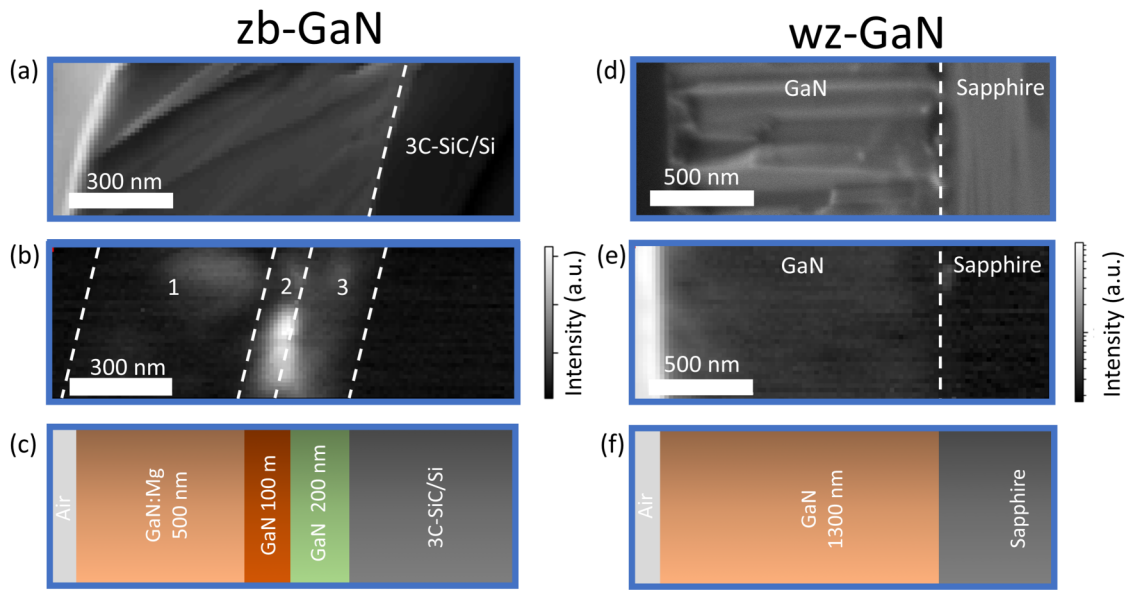 zb-GaN
wz-GaN
(a)
3C-SiC/Si
300 nm
(d)
GaN
Sapphire
500 nm
(b)
1
2
3
300 nm
Intensity (a.u.)
(e)
GaN
Sapphire
500 nm
Intensity (a.u.)
(c)
Air
GaN:Mg
500 nm
GaN 100 m
GaN 200 nm
3C-SiC/Si
(f)
Air
GaN
1300 nm
Sapphire